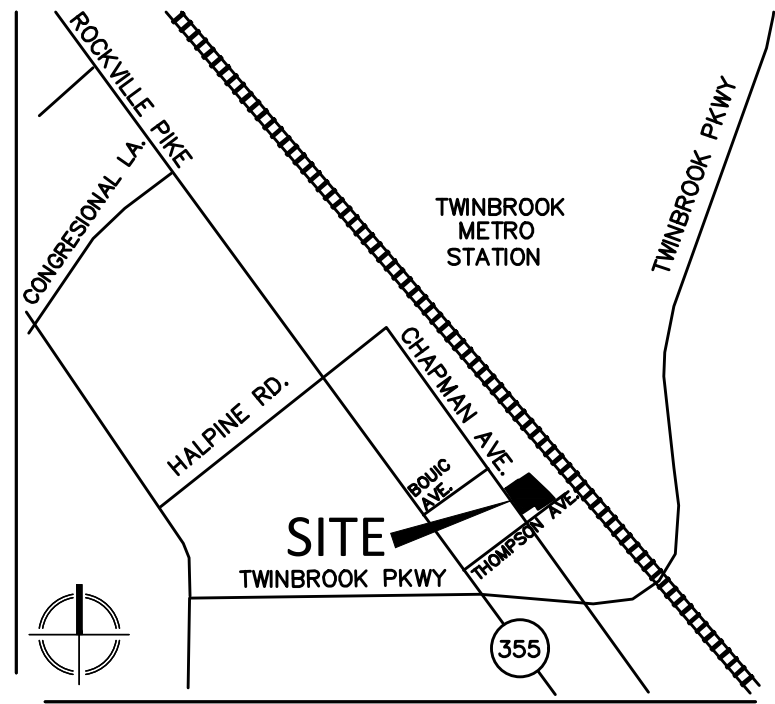 ROCKVILLE PIKE
TWINBROOK PKWY
CONGRESIONAL LA.
TWINBROOK
METRO
STATION
CHAPMAN AVE.
HALPINE RD.
BOUIC
AVE.
SITE
THOMPSON AVE.
TWINBROOK PKWY
355